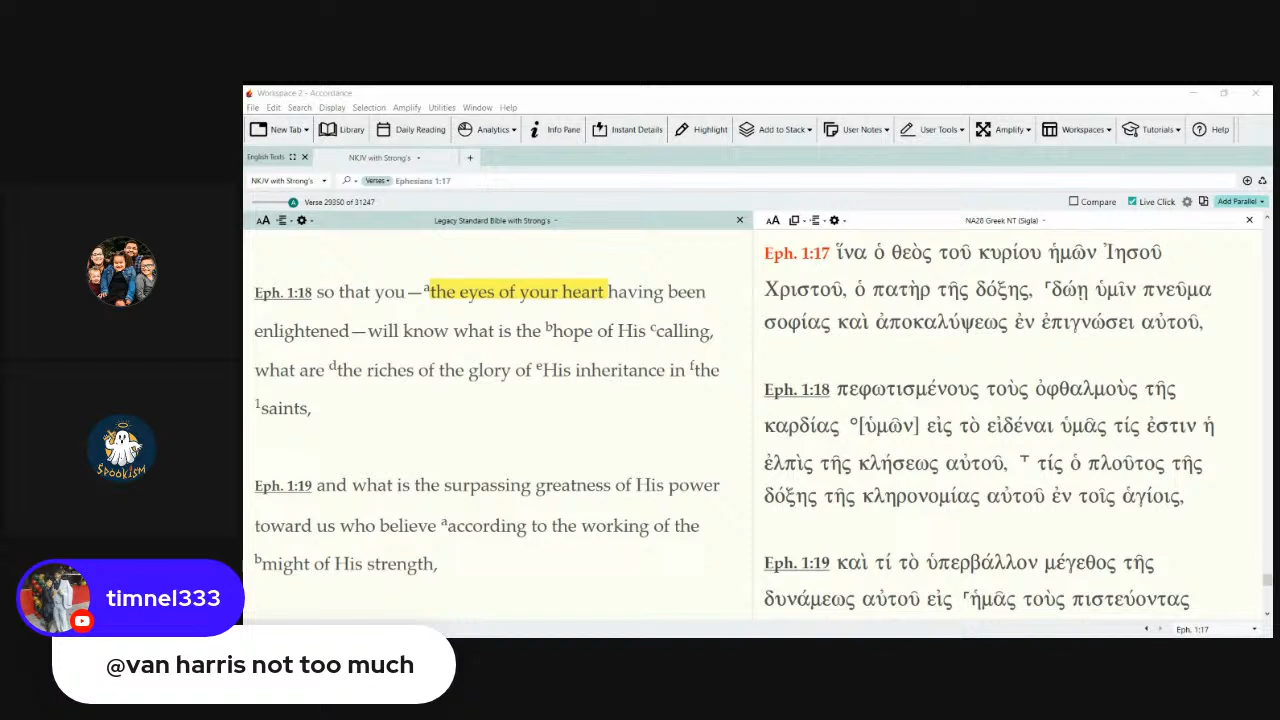 Workspace 2 - Accordance
File Edit Search Display Selection Amplify Utilities Window Help
New Tab Library Daily Reading Analytics Info Pane Instant Details Highlight Add to Stack User Notes User Tools Amplify Workspaces Tutorials Help
English Texts NKJV with Strong's +
NKJV with Strong's Verses Ephesians 1:17
A Verse 29350 of 31247 Compare Live Click Add Parallel
AA Legacy Standard Bible with Strong's
AA NA28 Greek NT (Sigla)
Eph. 1:18 so that you—ᵃthe eyes of your heart having been
enlightened—will know what is the ᵇhope of His ᶜcalling,
what are ᵈthe riches of the glory of ᵉHis inheritance in ᶠthe
¹saints,
Eph. 1:19 and what is the surpassing greatness of His power
toward us who believe ᵃaccording to the working of the
ᵇmight of His strength,
Eph. 1:17 ἵνα ὁ θεὸς τοῦ κυρίου ἡμῶν Ἰησοῦ
Χριστοῦ, ὁ πατὴρ τῆς δόξης, ⸀δώῃ ὑμῖν πνεῦμα
σοφίας καὶ ἀποκαλύψεως ἐν ἐπιγνώσει αὐτοῦ,
Eph. 1:18 πεφωτισμένους τοὺς ὀφθαλμοὺς τῆς
καρδίας °[ὑμῶν] εἰς τὸ εἰδέναι ὑμᾶς τίς ἐστιν ἡ
ἐλπὶς τῆς κλήσεως αὐτοῦ, ⸆ τίς ὁ πλοῦτος τῆς
δόξης τῆς κληρονομίας αὐτοῦ ἐν τοῖς ἁγίοις,
Eph. 1:19 καὶ τί τὸ ὑπερβάλλον μέγεθος τῆς
δυνάμεως αὐτοῦ εἰς ⸀ἡμᾶς τοὺς πιστεύοντας
Eph. 1:17
SPOOKISM
timnel333
@van harris not too much